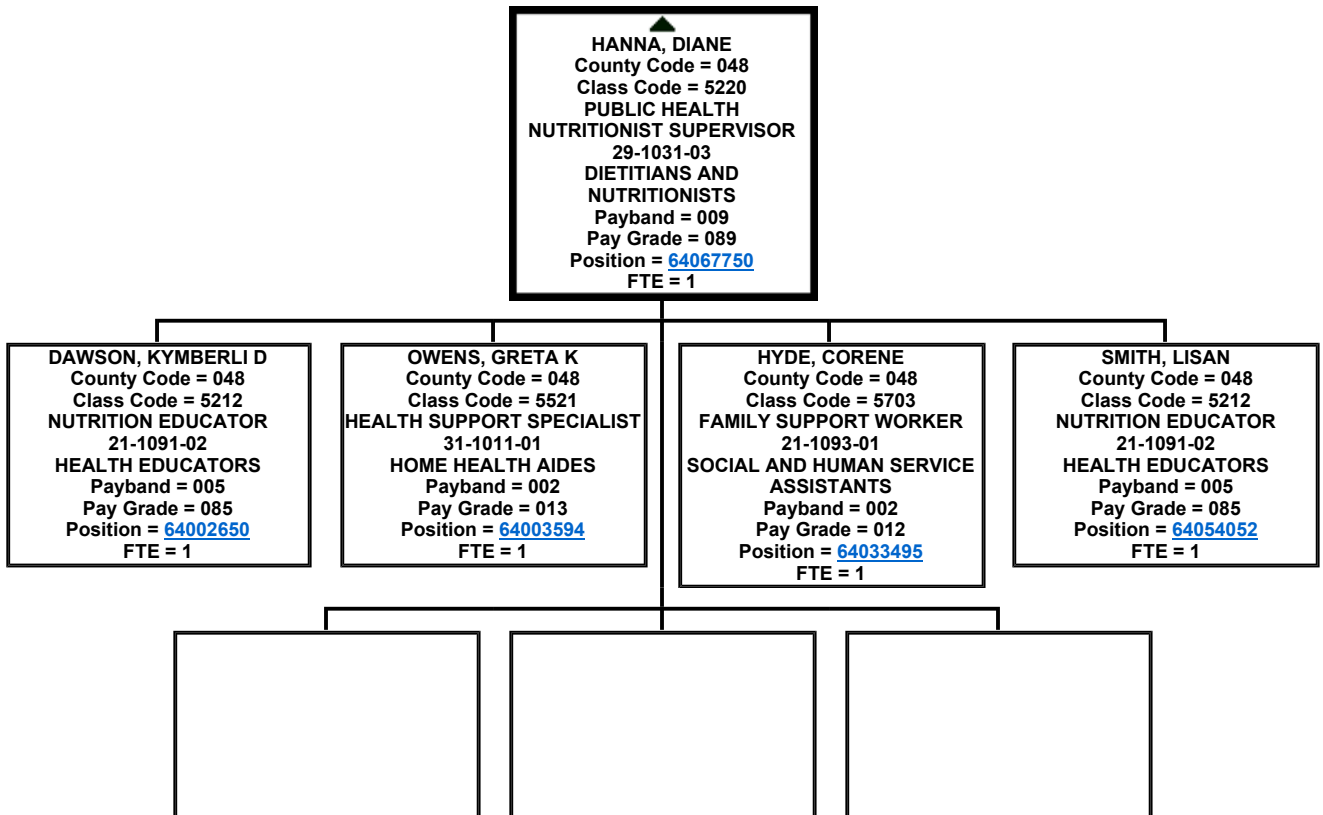 HANNA, DIANE
County Code = 048
Class Code = 5220
PUBLIC HEALTH
NUTRITIONIST SUPERVISOR
29-1031-03
DIETITIANS AND
NUTRITIONISTS
Payband = 009
Pay Grade = 089
Position = 64067750
FTE = 1
DAWSON, KYMBERLI D
County Code = 048
Class Code = 5212
NUTRITION EDUCATOR
21-1091-02
HEALTH EDUCATORS
Payband = 005
Pay Grade = 085
Position = 64002650
FTE = 1
OWENS, GRETA K
County Code = 048
Class Code = 5521
HEALTH SUPPORT SPECIALIST
31-1011-01
HOME HEALTH AIDES
Payband = 002
Pay Grade = 013
Position = 64003594
FTE = 1
HYDE, CORENE
County Code = 048
Class Code = 5703
FAMILY SUPPORT WORKER
21-1093-01
SOCIAL AND HUMAN SERVICE
ASSISTANTS
Payband = 002
Pay Grade = 012
Position = 64033495
FTE = 1
SMITH, LISAN
County Code = 048
Class Code = 5212
NUTRITION EDUCATOR
21-1091-02
HEALTH EDUCATORS
Payband = 005
Pay Grade = 085
Position = 64054052
FTE = 1